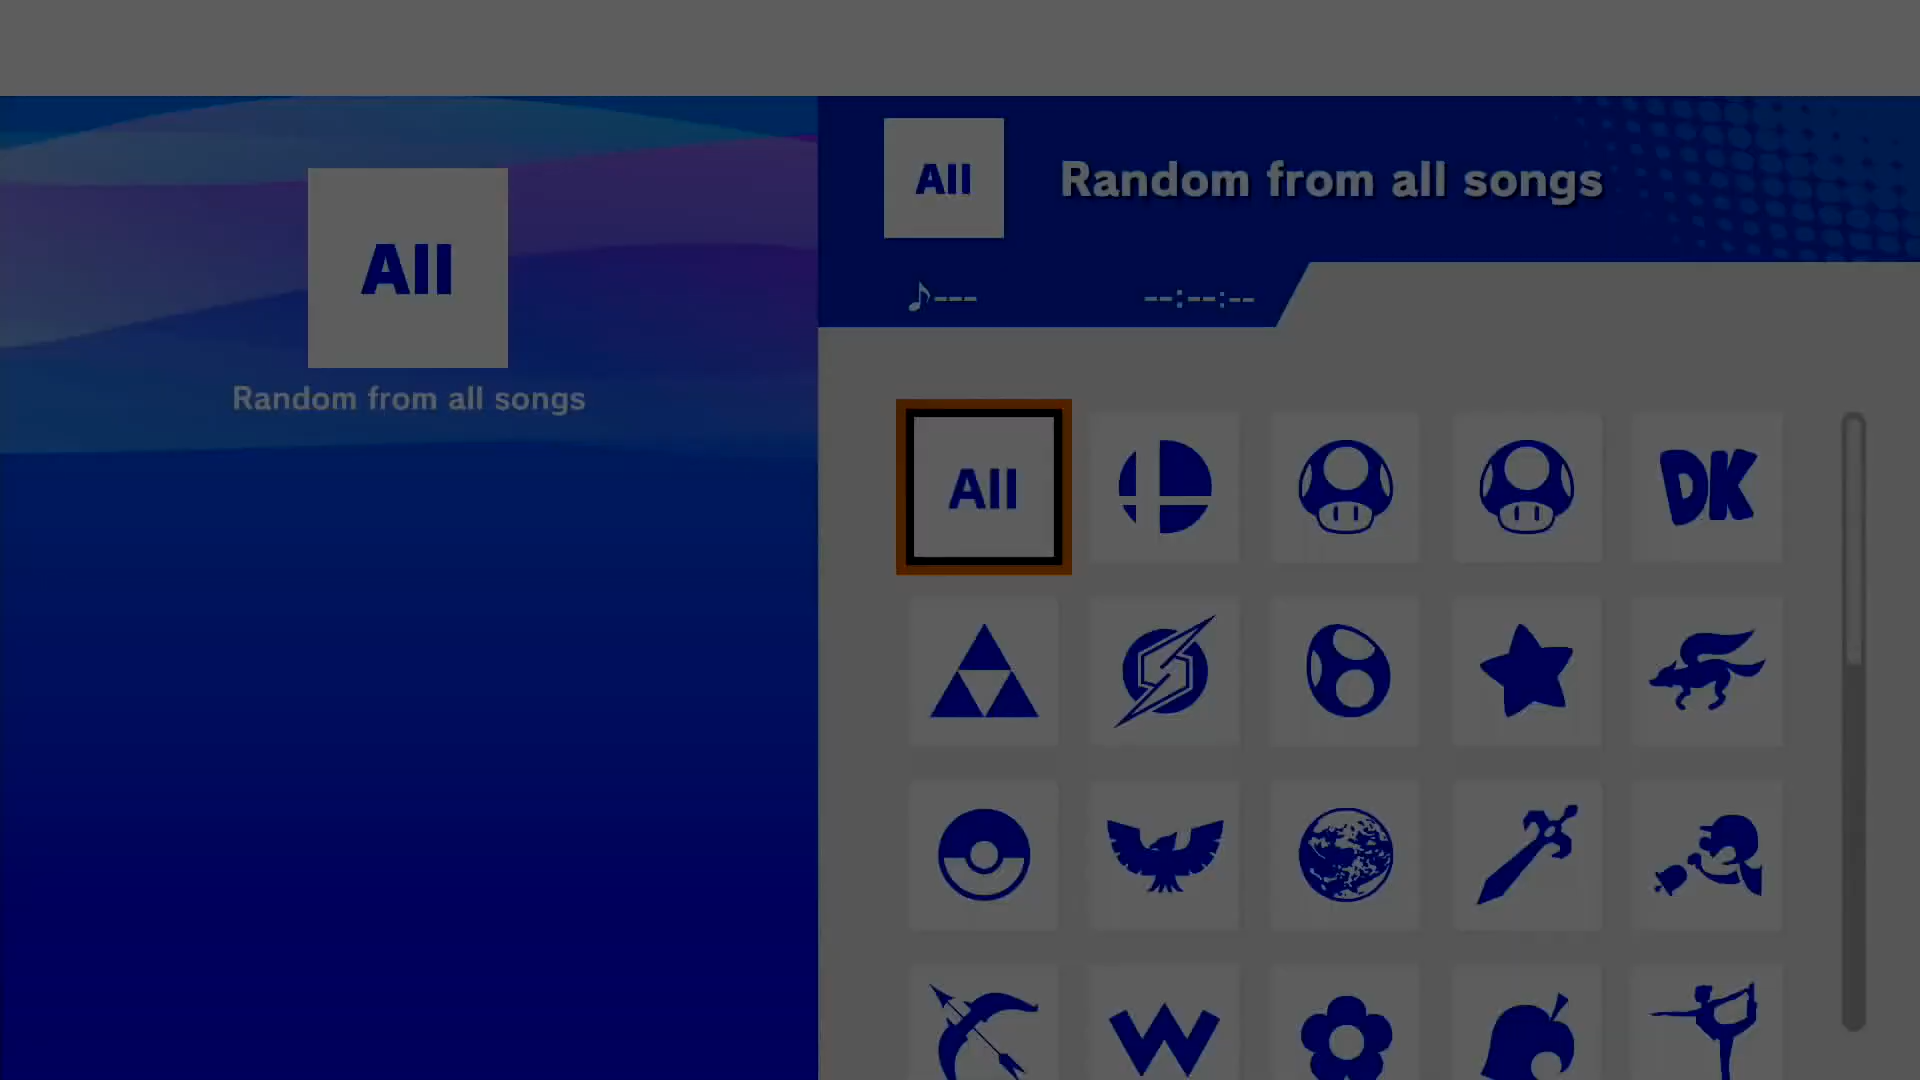 All
Random from all songs
All
Random from all songs
♪---
--:--:--
All
DK